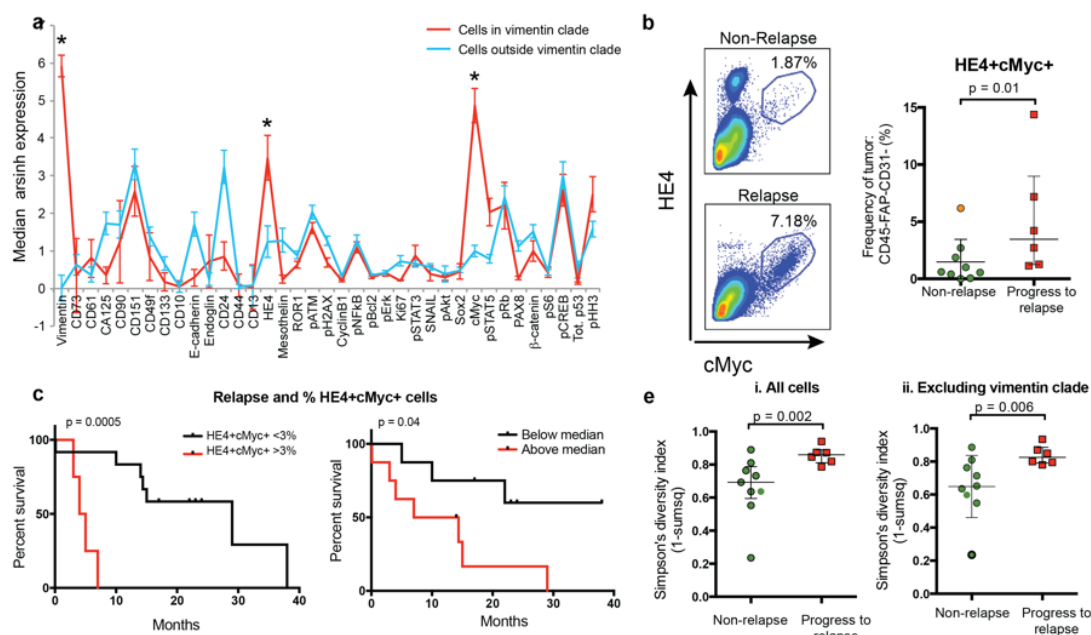 a
Median arsinh expression
6
5
4
3
2
1
0
-1
Cells in vimentin clade
Cells outside vimentin clade
*
*
*
Vimentin
CD73
CD61
CA125
CD90
CD151
CD49f
CD133
CD10
E-cadherin
Endoglin
CD24
CD44
CD13
HE4
Mesothelin
ROR1
pATM
pH2AX
CyclinB1
pNFkB
pBcl2
pErk
Ki67
pSTAT3
SNAIL
pAkt
Sox2
cMyc
pSTAT5
pRb
PAX8
β-catenin
pS6
pCREB
Tot. p53
pHH3
b
Non-Relapse
1.87%
Relapse
7.18%
HE4
cMyc
HE4+cMyc+
p = 0.01
Frequency of tumor:
CD45-FAP-CD31- (%)
15
10
5
0
Non-relapse
Progress to
relapse
c
Relapse and % HE4+cMyc+ cells
p = 0.0005
HE4+cMyc+ <3%
HE4+cMyc+ >3%
Percent survival
100
50
0
0 10 20 30 40
Months
p = 0.04
Below median
Above median
Percent survival
100
50
0
0 10 20 30 40
Months
e
i. All cells
p = 0.002
Simpson's diversity index
(1-sumsq)
1.0
0.8
0.6
0.4
0.2
0.0
Non-relapse
Progress to
relapse
ii. Excluding vimentin clade
p = 0.006
Simpson's diversity index
(1-sumsq)
1.0
0.8
0.6
0.4
0.2
0.0
Non-relapse
Progress to
relapse